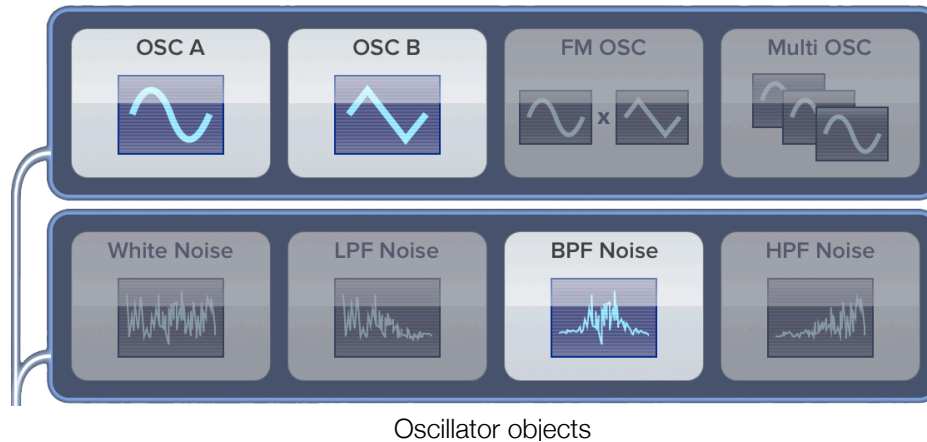 OSC A
OSC B
FM OSC
Multi OSC
x
White Noise
LPF Noise
BPF Noise
HPF Noise
Oscillator objects